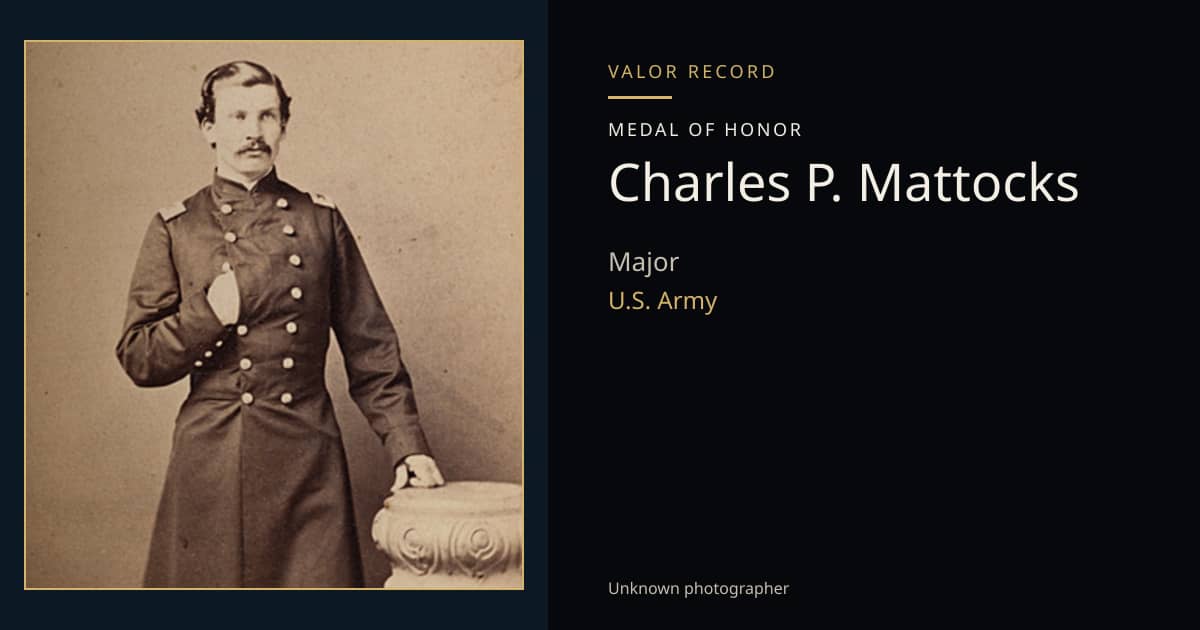 VALOR RECORD
MEDAL OF HONOR
Charles P. Mattocks
Major
U.S. Army
Unknown photographer